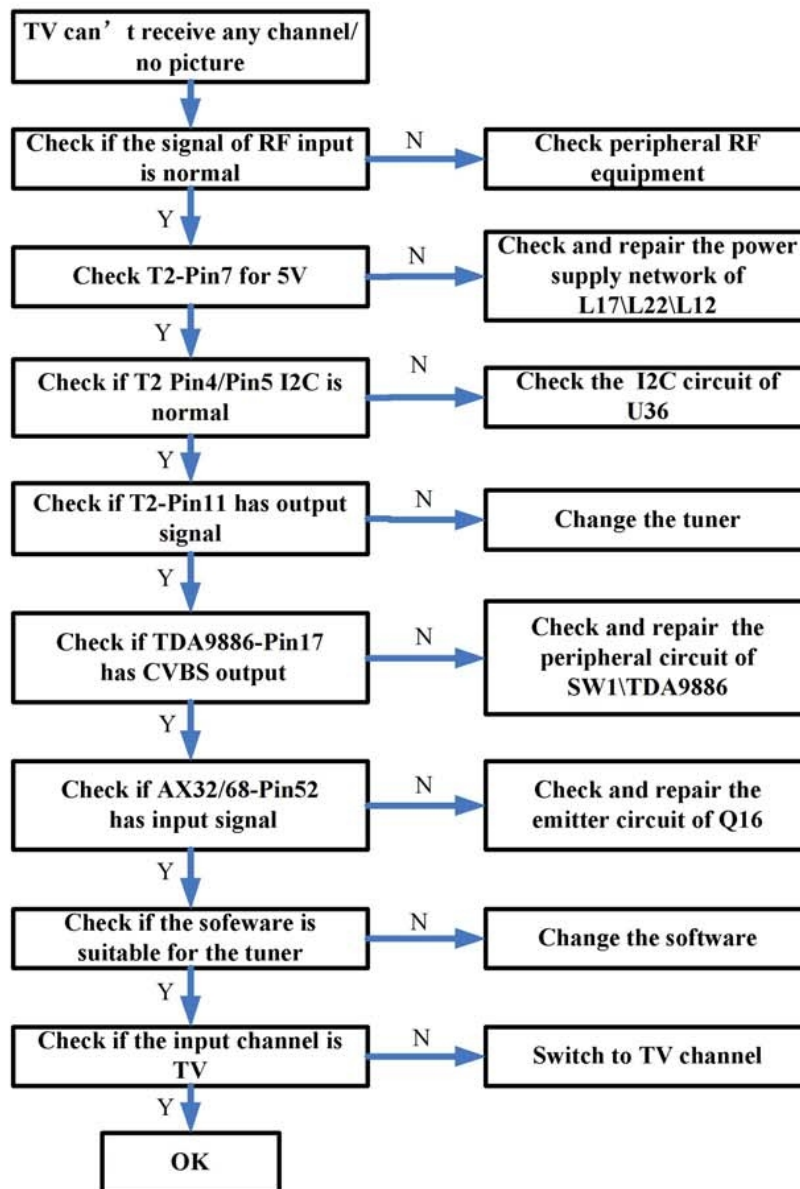 TV can't receive any channel/
no picture
Check if the signal of RF input
is normal
N
Check peripheral RF
equipment
Y
Check T2-Pin7 for 5V
N
Check and repair the power
supply network of
L17\L22\L12
Y
Check if T2 Pin4/Pin5 I2C is
normal
N
Check the I2C circuit of
U36
Y
Check if T2-Pin11 has output
signal
N
Change the tuner
Y
Check if TDA9886-Pin17
has CVBS output
N
Check and repair the
peripheral circuit of
SW1\TDA9886
Y
Check if AX32/68-Pin52
has input signal
N
Check and repair the
emitter circuit of Q16
Y
Check if the sofeware is
suitable for the tuner
N
Change the software
Y
Check if the input channel is
TV
N
Switch to TV channel
Y
OK